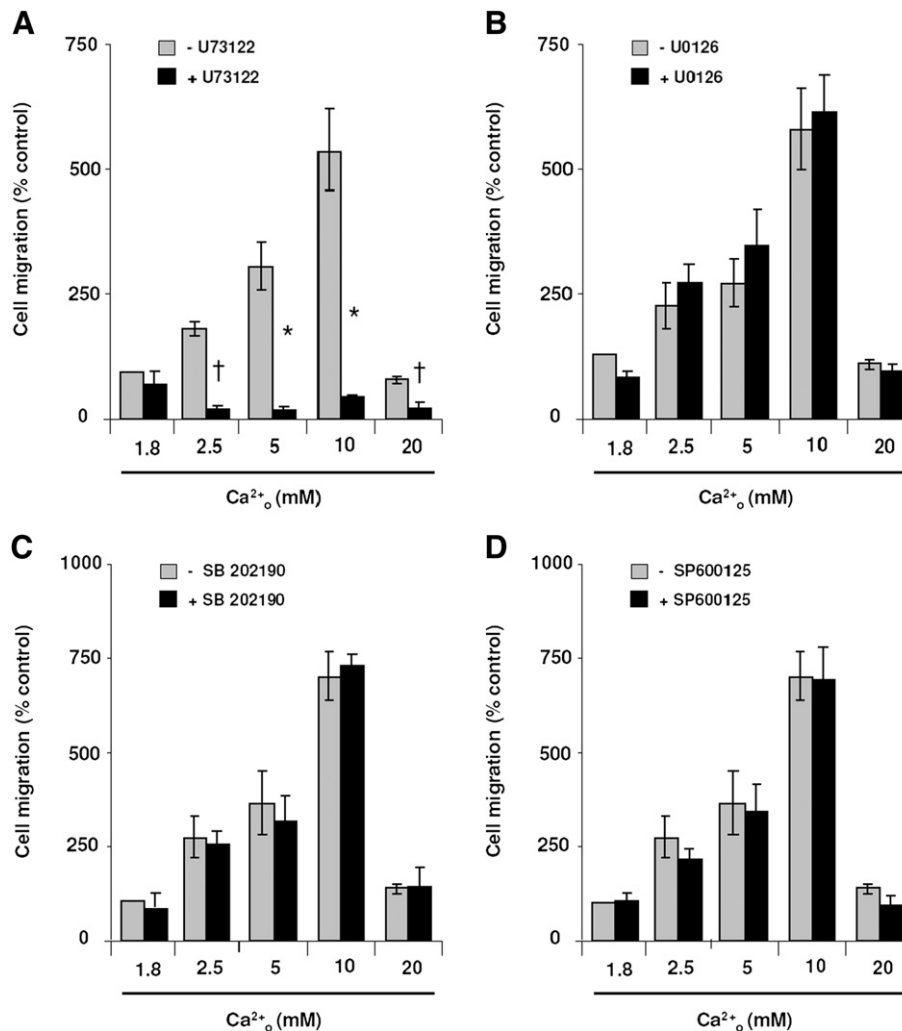 A
- U73122
+ U73122
Cell migration (% control)
750
500
250
0
†
*
*
†
1.8 2.5 5 10 20
Ca²⁺ₒ (mM)
B
- U0126
+ U0126
Cell migration (% control)
750
500
250
0
1.8 2.5 5 10 20
Ca²⁺ₒ (mM)
C
- SB 202190
+ SB 202190
Cell migration (% control)
1000
750
500
250
0
1.8 2.5 5 10 20
Ca²⁺ₒ (mM)
D
- SP600125
+ SP600125
Cell migration (% control)
1000
750
500
250
0
1.8 2.5 5 10 20
Ca²⁺ₒ (mM)